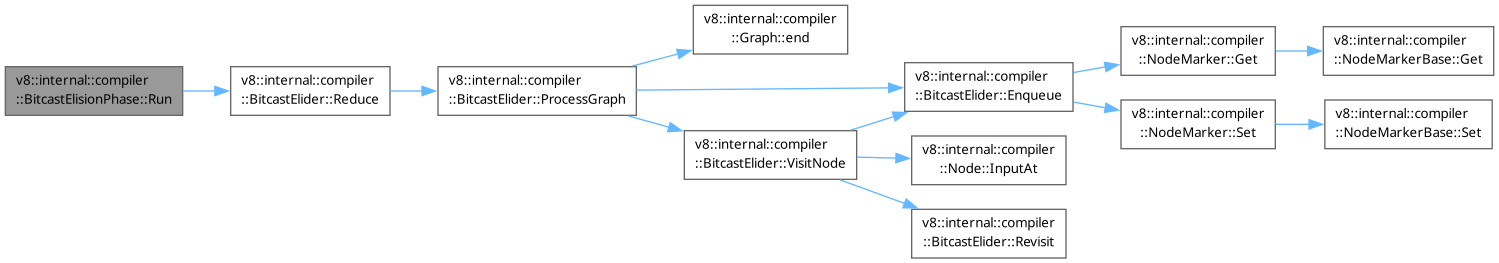 v8::internal::compiler
::BitcastElisionPhase::Run
v8::internal::compiler
::BitcastElider::Reduce
v8::internal::compiler
::BitcastElider::ProcessGraph
v8::internal::compiler
::Graph::end
v8::internal::compiler
::BitcastElider::VisitNode
v8::internal::compiler
::BitcastElider::Enqueue
v8::internal::compiler
::Node::InputAt
v8::internal::compiler
::BitcastElider::Revisit
v8::internal::compiler
::NodeMarker::Get
v8::internal::compiler
::NodeMarker::Set
v8::internal::compiler
::NodeMarkerBase::Get
v8::internal::compiler
::NodeMarkerBase::Set